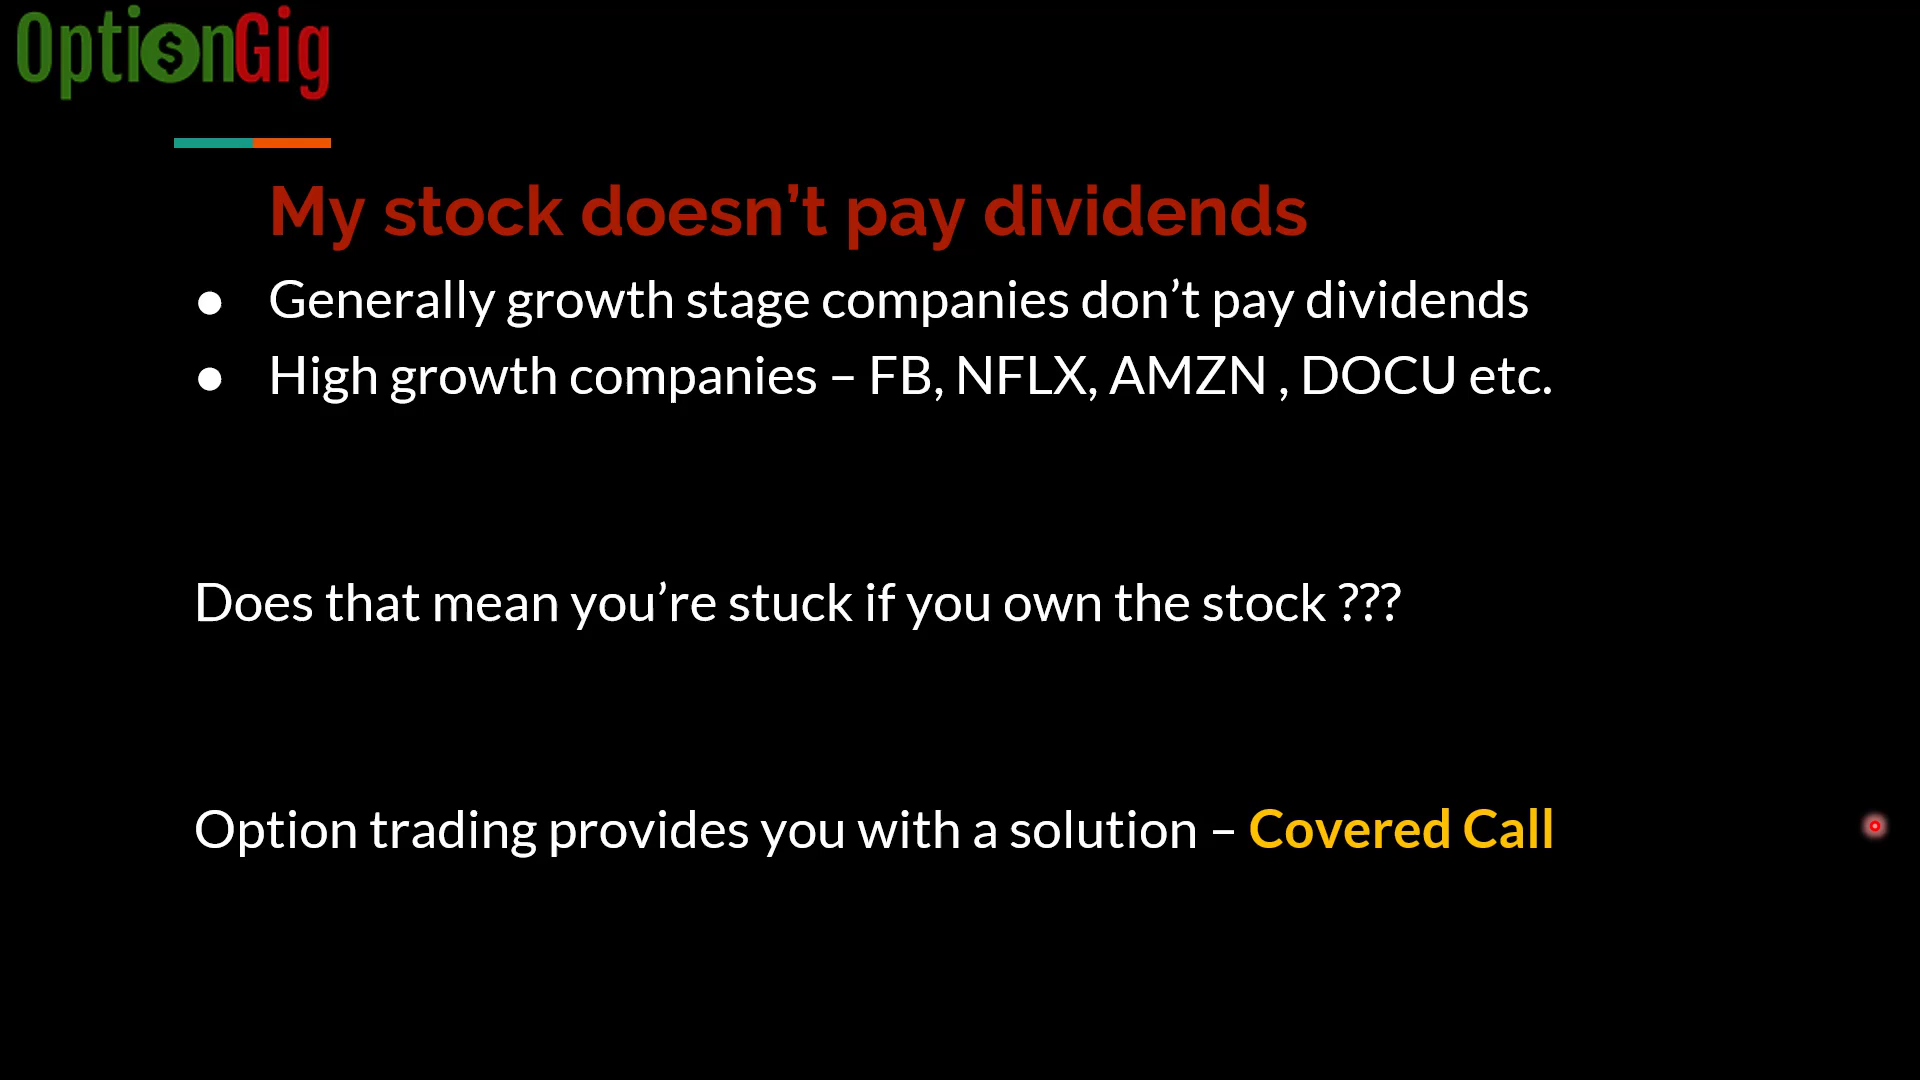 OptionGig
My stock doesn’t pay dividends
● Generally growth stage companies don’t pay dividends
● High growth companies – FB, NFLX, AMZN , DOCU etc.
Does that mean you’re stuck if you own the stock ???
Option trading provides you with a solution – Covered Call